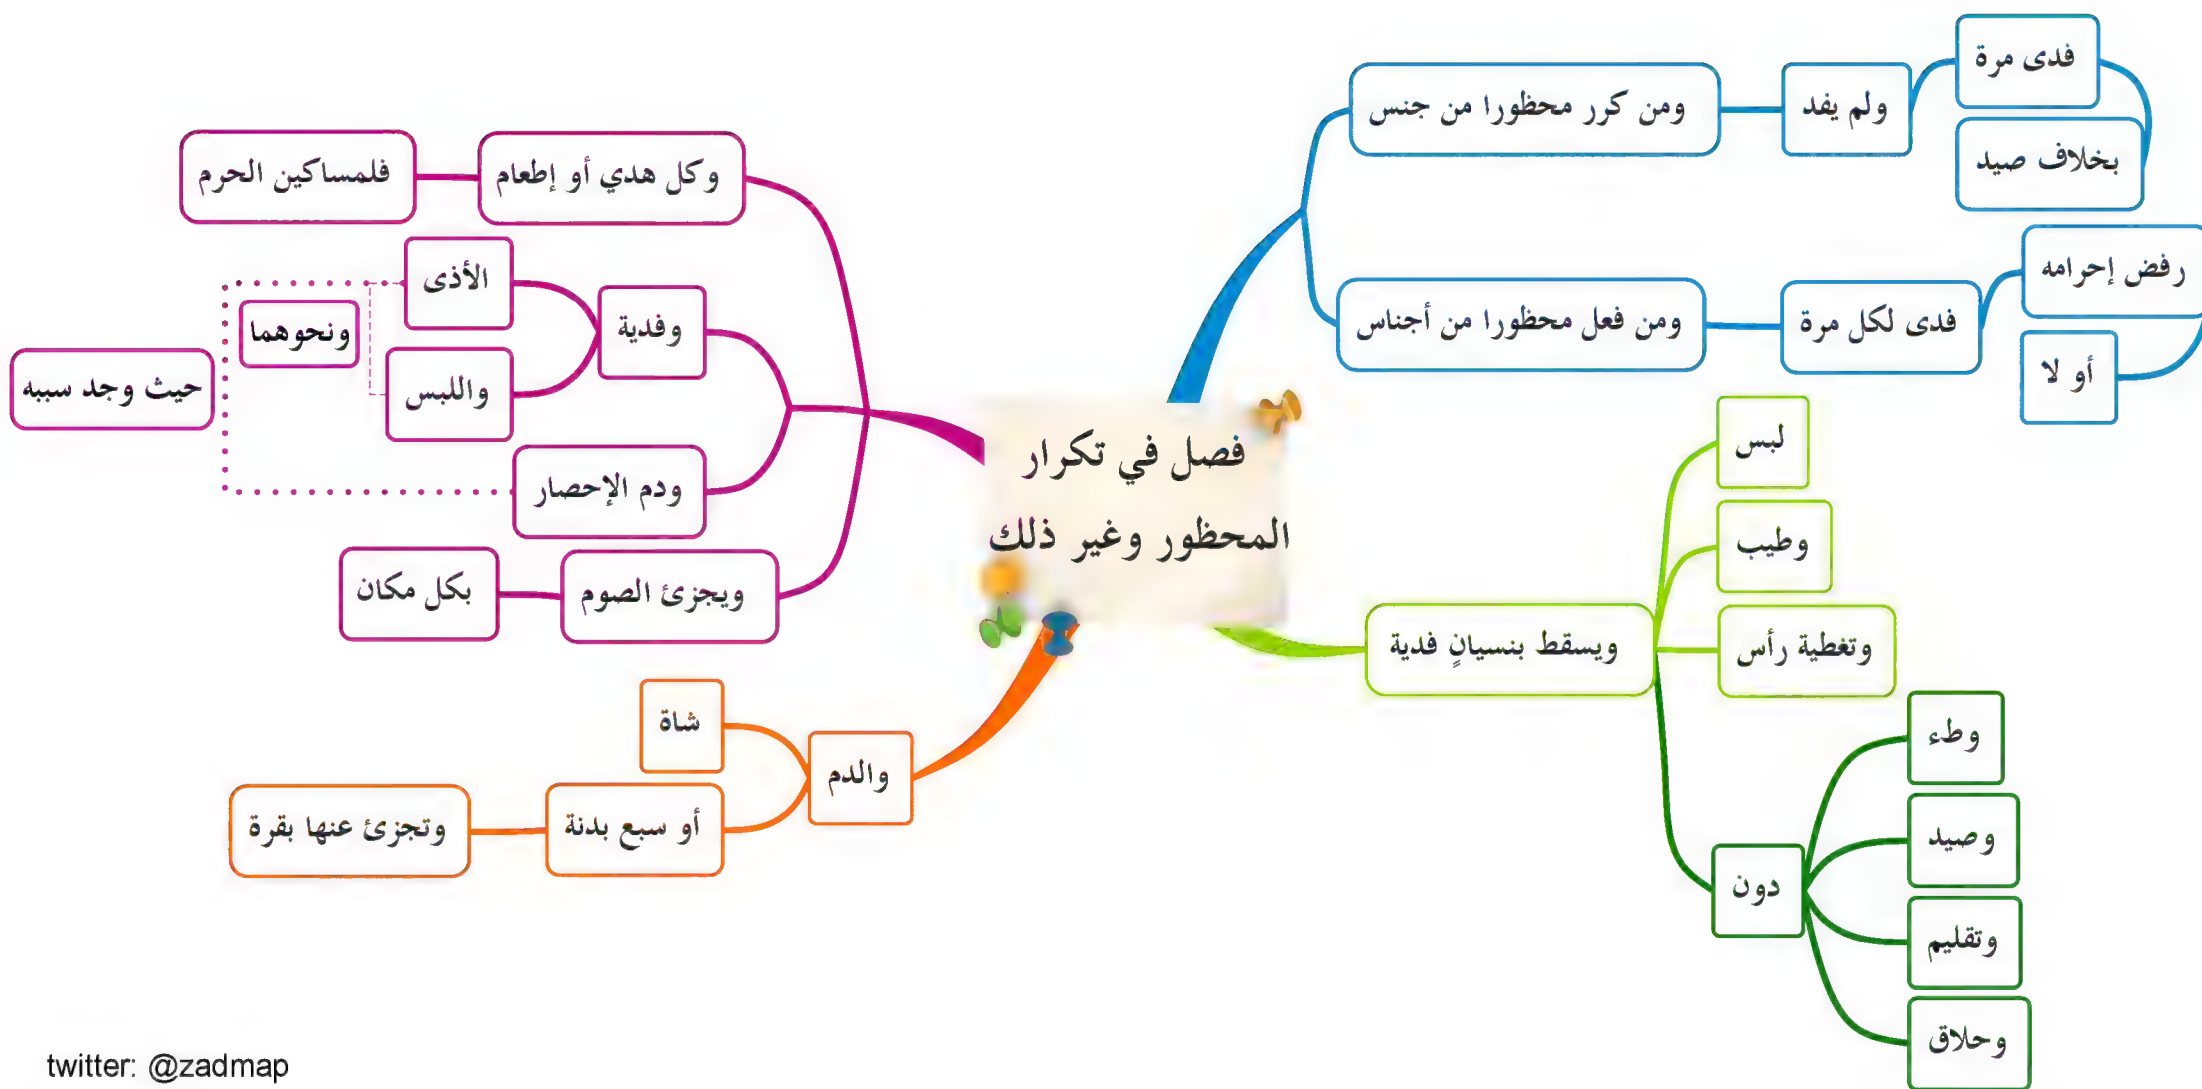 فصل في تكرار
المحظور وغير ذلك
ومن كرر محظورا من جنس
ولم يفد
فدى مرة
بخلاف صيد
ومن فعل محظورا من أجناس
فدى لكل مرة
رفض إحرامه
أو لا
ويسقط بنسيانٍ فدية
لبس
وطيب
وتغطية رأس
دون
وطء
وصيد
وتقليم
وحلاق
وكل هدي أو إطعام
فلمساكين الحرم
وفدية
الأذى
واللبس
ونحوهما
ودم الإحصار
حيث وجد سببه
ويجزئ الصوم
بكل مكان
والدم
شاة
أو سبع بدنة
وتجزئ عنها بقرة
twitter: @zadmap